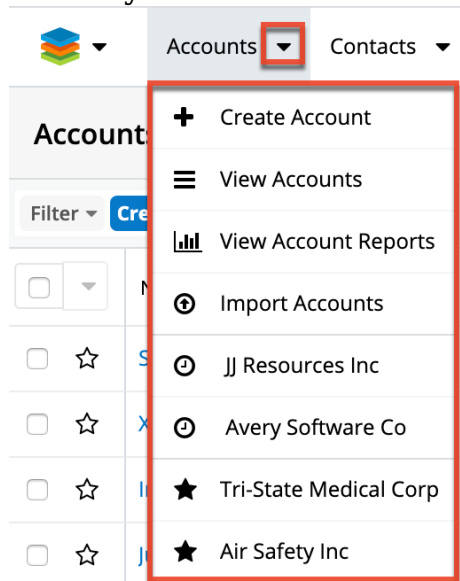 Accounts Contacts
Create Account
Accounts
View Accounts
Filter Cre
View Account Reports
Import Accounts
JJ Resources Inc
Avery Software Co
Tri-State Medical Corp
Air Safety Inc